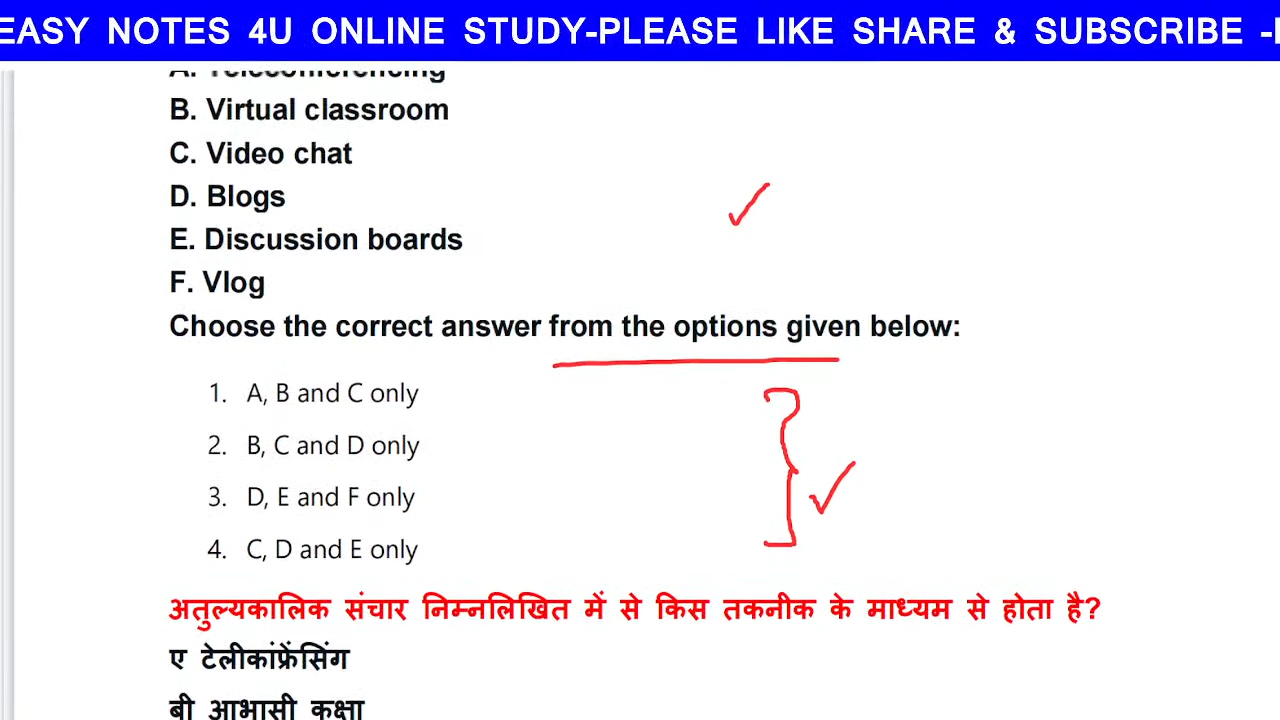 EASY NOTES 4U ONLINE STUDY-PLEASE LIKE SHARE & SUBSCRIBE -
A. Teleconferencing
B. Virtual classroom
C. Video chat
D. Blogs
E. Discussion boards
F. Vlog
Choose the correct answer from the options given below:
1. A, B and C only
2. B, C and D only
3. D, E and F only
4. C, D and E only
अतुल्यकालिक संचार निम्नलिखित में से किस तकनीक के माध्यम से होता है?
ए टेलीकांफ्रेंसिंग
बी आभासी कक्षा